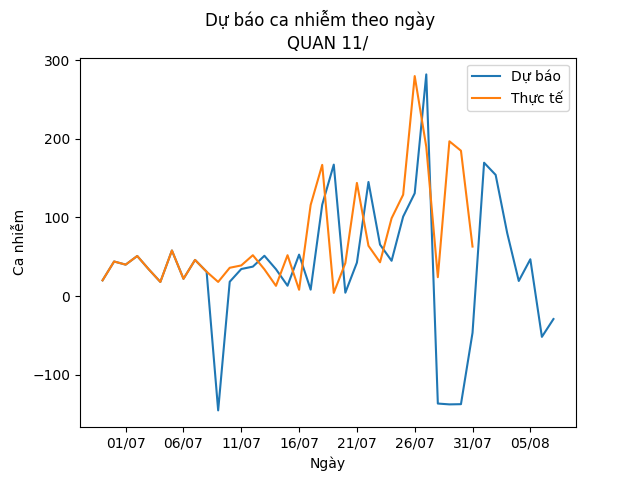 Dự báo ca nhiễm theo ngày
QUAN 11/
Dự báo
Thực tế
Ca nhiễm
300
200
100
0
−100
01/07 06/07 11/07 16/07 21/07 26/07 31/07 05/08
Ngày